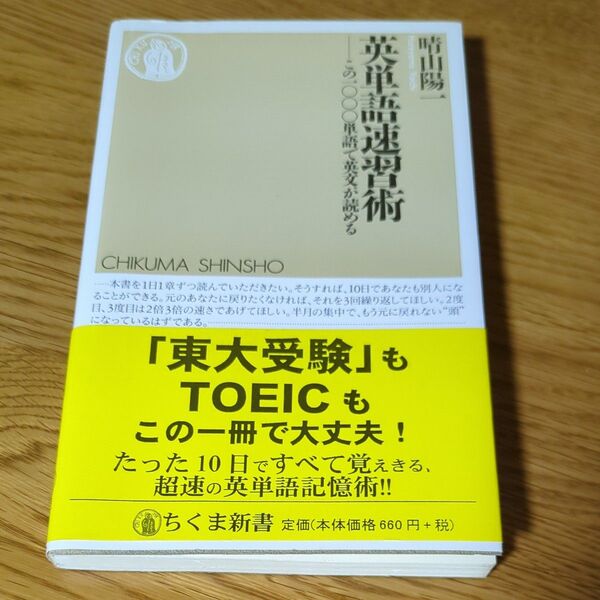 晴山陽一
Hareyama Yoichi
英単語速習術
――この一〇〇〇単語で英文が読める
CHIKUMA SHINSHO
……本書を1日1章ずつ読んでいただきたい。そうすれば、10日であなたも別人にな
ることができる。元のあなたに戻りたくなければ、それを3回繰り返してほしい。2度
目、3度目は2倍3倍の速さであげてほしい。半月の集中で、もう元に戻れない“頭”
になっているはずである。
「東大受験」も
TOEICも
この一冊で大丈夫!
たった10日ですべて覚えきる、
超速の英単語記憶術!!
ちくま新書 定価(本体価格660円+税)